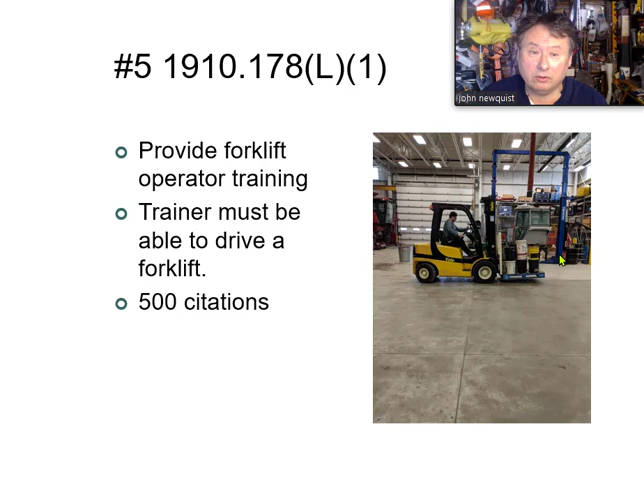 #5 1910.178(L)(1)
john newquist
Provide forklift
operator training
Trainer must be
able to drive a
forklift.
500 citations
Yale